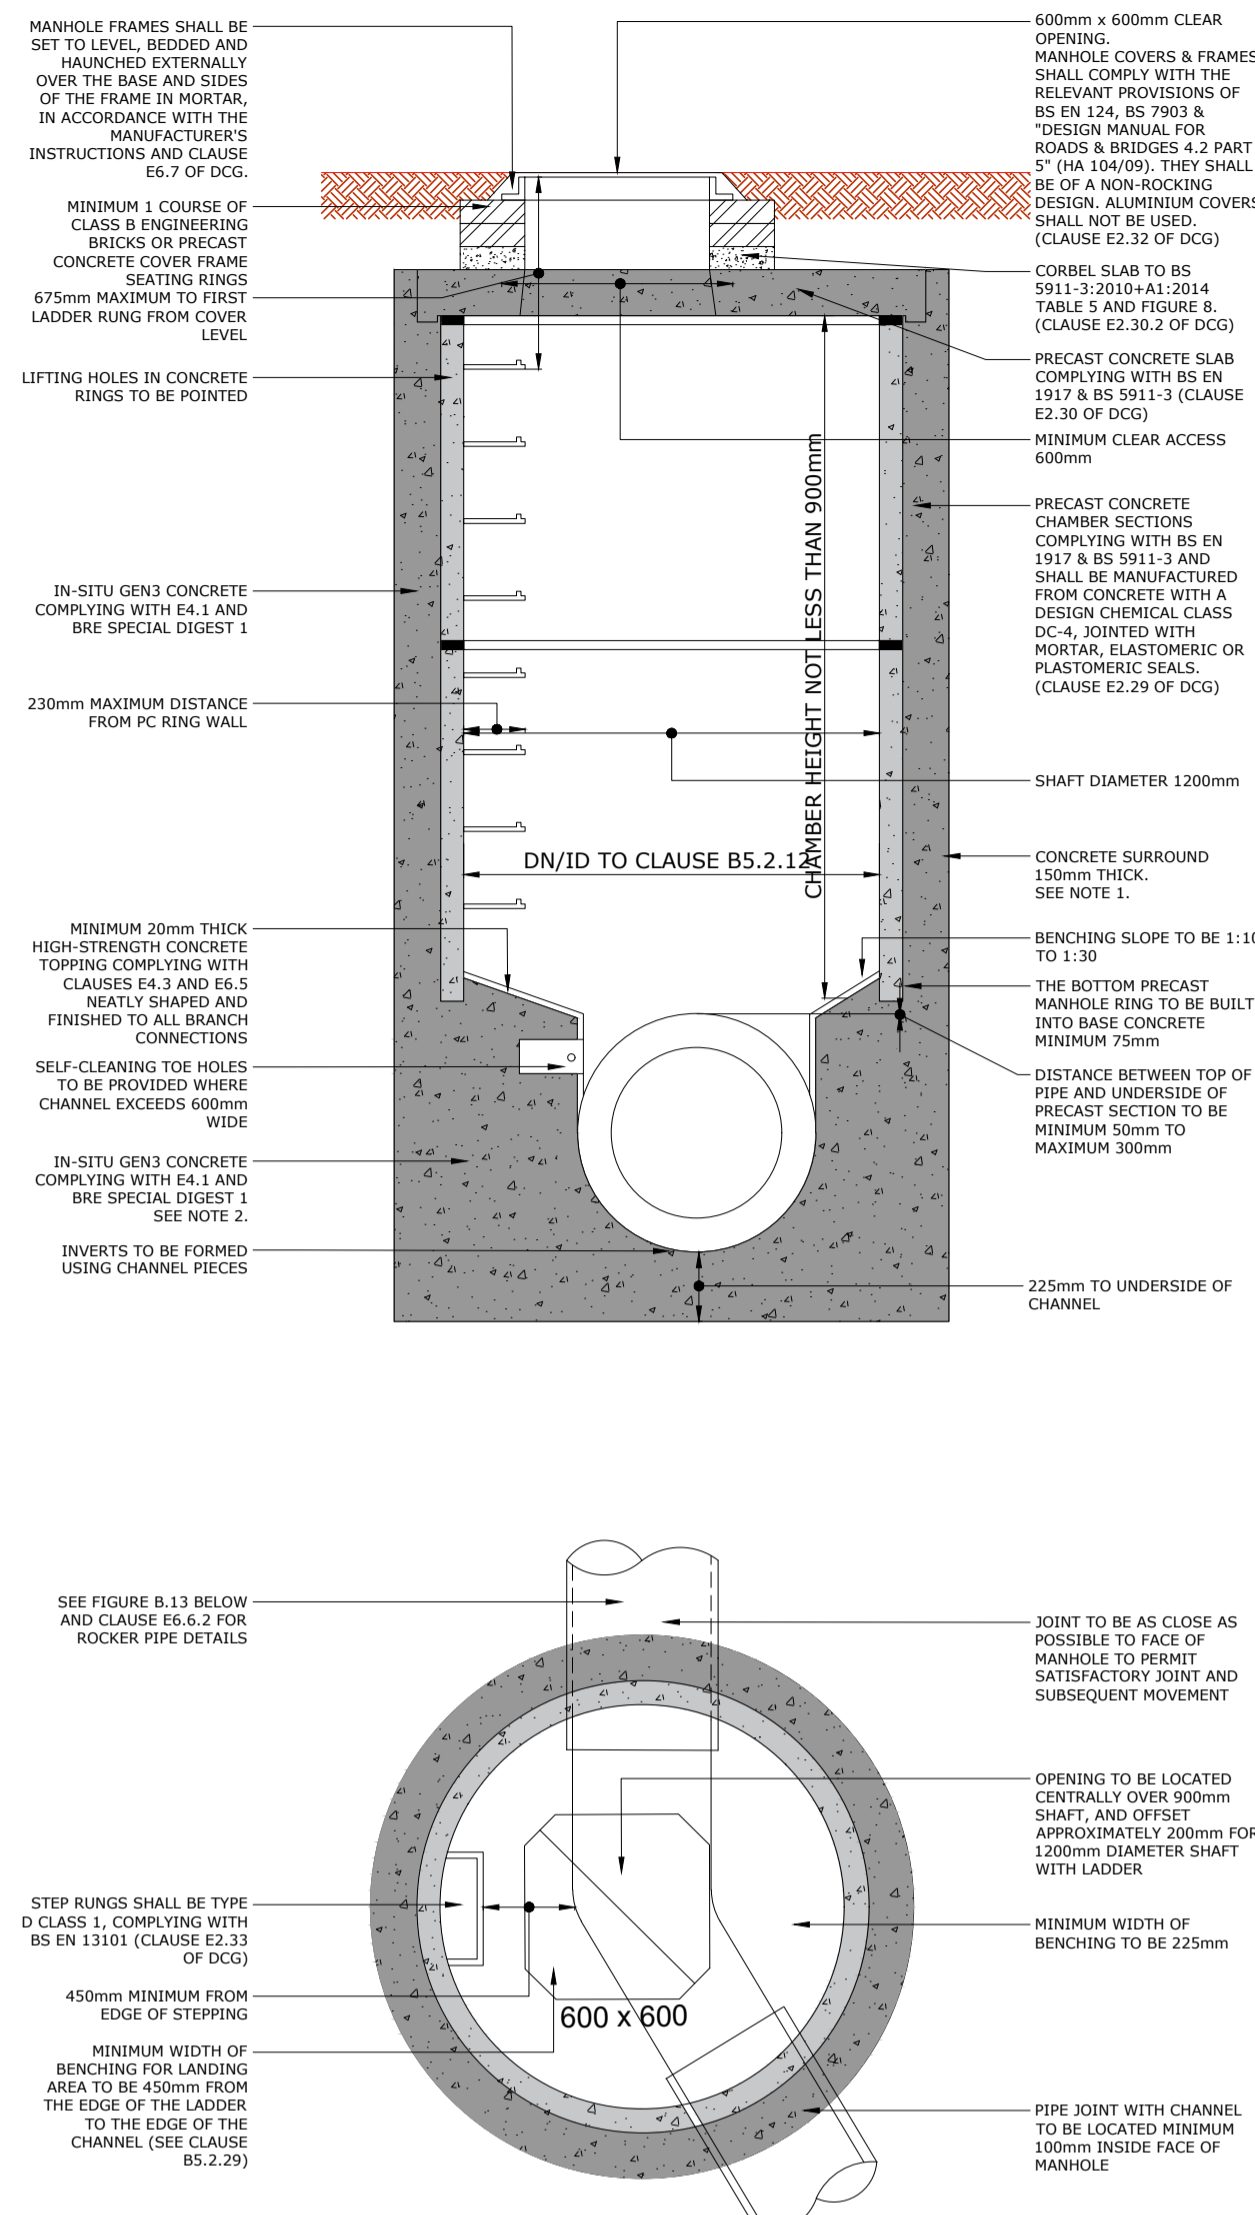 MANHOLE FRAMES SHALL BE
SET TO LEVEL, BEDDED AND
HAUNCHED EXTERNALLY
OVER THE BASE AND SIDES
OF THE FRAME IN MORTAR,
IN ACCORDANCE WITH THE
MANUFACTURER'S
INSTRUCTIONS AND CLAUSE
E6.7 OF DCG.
MINIMUM 1 COURSE OF
CLASS B ENGINEERING
BRICKS OR PRECAST
CONCRETE COVER FRAME
SEATING RINGS
675mm MAXIMUM TO FIRST
LADDER RUNG FROM COVER
LEVEL
LIFTING HOLES IN CONCRETE
RINGS TO BE POINTED
IN-SITU GEN3 CONCRETE
COMPLYING WITH E4.1 AND
BRE SPECIAL DIGEST 1
230mm MAXIMUM DISTANCE
FROM PC RING WALL
MINIMUM 20mm THICK
HIGH-STRENGTH CONCRETE
TOPPING COMPLYING WITH
CLAUSES E4.3 AND E6.5
NEATLY SHAPED AND
FINISHED TO ALL BRANCH
CONNECTIONS
SELF-CLEANING TOE HOLES
TO BE PROVIDED WHERE
CHANNEL EXCEEDS 600mm
WIDE
IN-SITU GEN3 CONCRETE
COMPLYING WITH E4.1 AND
BRE SPECIAL DIGEST 1
SEE NOTE 2.
INVERTS TO BE FORMED
USING CHANNEL PIECES
CHAMBER HEIGHT NOT LESS THAN 900mm
DN/ID TO CLAUSE B5.2.12
600mm x 600mm CLEAR
OPENING.
MANHOLE COVERS & FRAMES
SHALL COMPLY WITH THE
RELEVANT PROVISIONS OF
BS EN 124, BS 7903 &
"DESIGN MANUAL FOR
ROADS & BRIDGES 4.2 PART
5" (HA 104/09). THEY SHALL
BE OF A NON-ROCKING
DESIGN. ALUMINIUM COVERS
SHALL NOT BE USED.
(CLAUSE E2.32 OF DCG)
CORBEL SLAB TO BS
5911-3:2010+A1:2014
TABLE 5 AND FIGURE 8.
(CLAUSE E2.30.2 OF DCG)
PRECAST CONCRETE SLAB
COMPLYING WITH BS EN
1917 & BS 5911-3 (CLAUSE
E2.30 OF DCG)
MINIMUM CLEAR ACCESS
600mm
PRECAST CONCRETE
CHAMBER SECTIONS
COMPLYING WITH BS EN
1917 & BS 5911-3 AND
SHALL BE MANUFACTURED
FROM CONCRETE WITH A
DESIGN CHEMICAL CLASS
DC-4, JOINTED WITH
MORTAR, ELASTOMERIC OR
PLASTOMERIC SEALS.
(CLAUSE E2.29 OF DCG)
SHAFT DIAMETER 1200mm
CONCRETE SURROUND
150mm THICK.
SEE NOTE 1.
BENCHING SLOPE TO BE 1:10
TO 1:30
THE BOTTOM PRECAST
MANHOLE RING TO BE BUILT
INTO BASE CONCRETE
MINIMUM 75mm
DISTANCE BETWEEN TOP OF
PIPE AND UNDERSIDE OF
PRECAST SECTION TO BE
MINIMUM 50mm TO
MAXIMUM 300mm
225mm TO UNDERSIDE OF
CHANNEL
SEE FIGURE B.13 BELOW
AND CLAUSE E6.6.2 FOR
ROCKER PIPE DETAILS
STEP RUNGS SHALL BE TYPE
D CLASS 1, COMPLYING WITH
BS EN 13101 (CLAUSE E2.33
OF DCG)
450mm MINIMUM FROM
EDGE OF STEPPING
MINIMUM WIDTH OF
BENCHING FOR LANDING
AREA TO BE 450mm FROM
THE EDGE OF THE LADDER
TO THE EDGE OF THE
CHANNEL (SEE CLAUSE
B5.2.29)
600 x 600
JOINT TO BE AS CLOSE AS
POSSIBLE TO FACE OF
MANHOLE TO PERMIT
SATISFACTORY JOINT AND
SUBSEQUENT MOVEMENT
OPENING TO BE LOCATED
CENTRALLY OVER 900mm
SHAFT, AND OFFSET
APPROXIMATELY 200mm FOR
1200mm DIAMETER SHAFT
WITH LADDER
MINIMUM WIDTH OF
BENCHING TO BE 225mm
PIPE JOINT WITH CHANNEL
TO BE LOCATED MINIMUM
100mm INSIDE FACE OF
MANHOLE